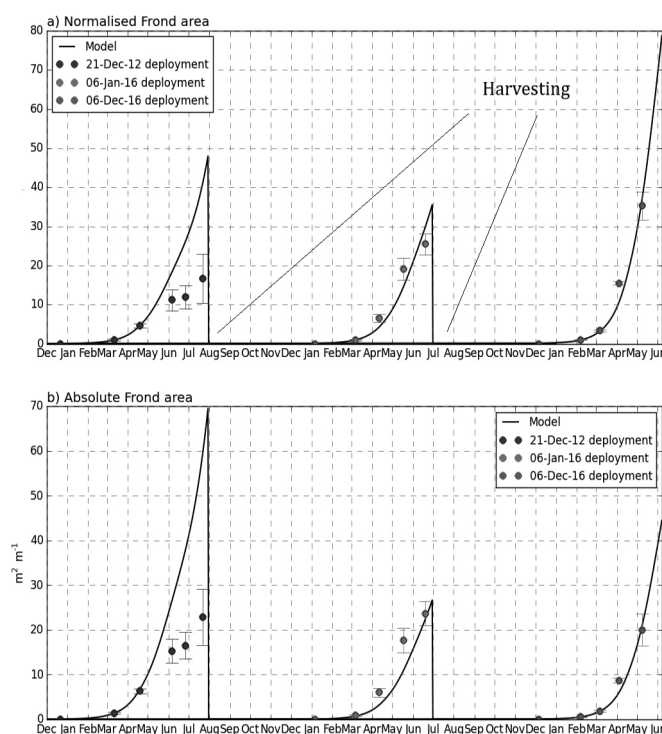 a) Normalised Frond area
80
70
60
50
40
30
20
10
0
Model
21-Dec-12 deployment
06-Jan-16 deployment
06-Dec-16 deployment
Harvesting
Dec Jan Feb Mar Apr May Jun Jul Aug Sep Oct Nov Dec Jan Feb Mar Apr May Jun Jul Aug Sep Oct Nov Dec Jan Feb Mar Apr May Jun
b) Absolute Frond area
70
60
50
40
30
20
10
0
m² m⁻¹
Model
21-Dec-12 deployment
06-Jan-16 deployment
06-Dec-16 deployment
Dec Jan Feb Mar Apr May Jun Jul Aug Sep Oct Nov Dec Jan Feb Mar Apr May Jun Jul Aug Sep Oct Nov Dec Jan Feb Mar Apr May Jun